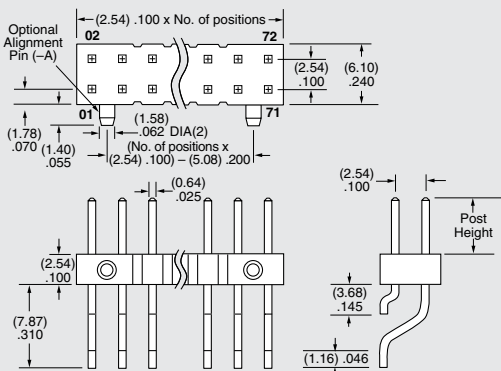 (2.54) .100 x No. of positions
Optional
Alignment
Pin (–A)
02
72
(2.54)
.100
(6.10)
.240
01
71
(1.78)
.070
(1.40)
.055
(1.58)
.062 DIA(2)
(No. of positions x
(2.54) .100) – (5.08) .200
(0.64)
.025
(2.54)
.100
Post
Height
(2.54)
.100
(7.87)
.310
(3.68)
.145
(1.16) .046